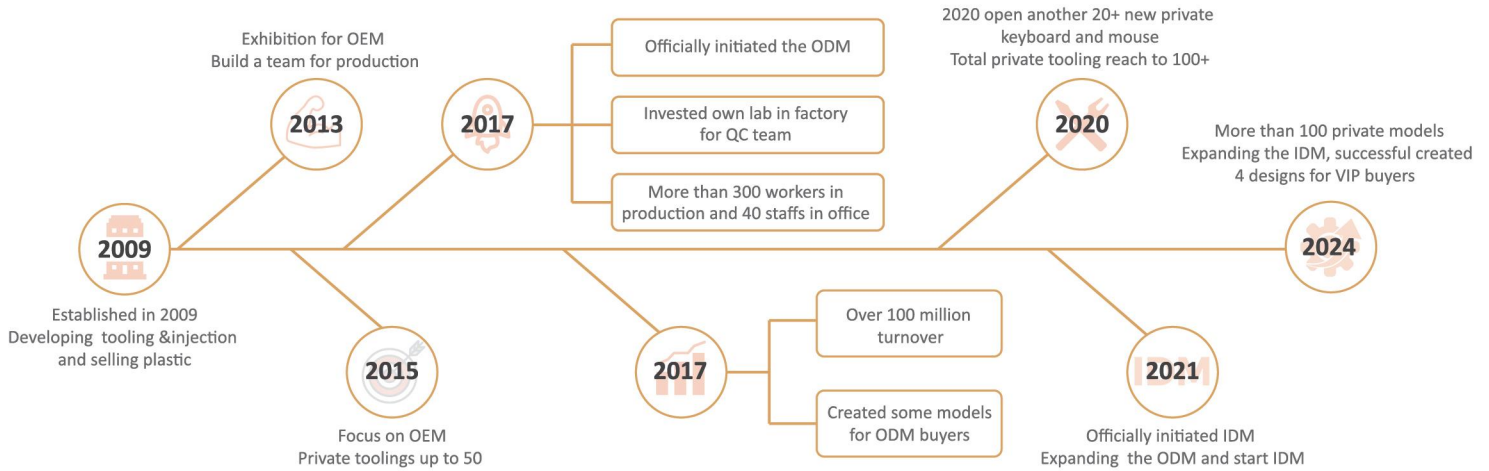 2009
Established in 2009
Developing tooling &injection
and selling plastic
Exhibition for OEM
Build a team for production
2013
2015
Focus on OEM
Private toolings up to 50
2017
Officially initiated the ODM
Invested own lab in factory
for QC team
More than 300 workers in
production and 40 staffs in office
2017
Over 100 million
turnover
Created some models
for ODM buyers
2020 open another 20+ new private
keyboard and mouse
Total private tooling reach to 100+
2020
IDM
2021
Officially initiated IDM
Expanding the ODM and start IDM
More than 100 private models
Expanding the IDM, successful created
4 designs for VIP buyers
2024